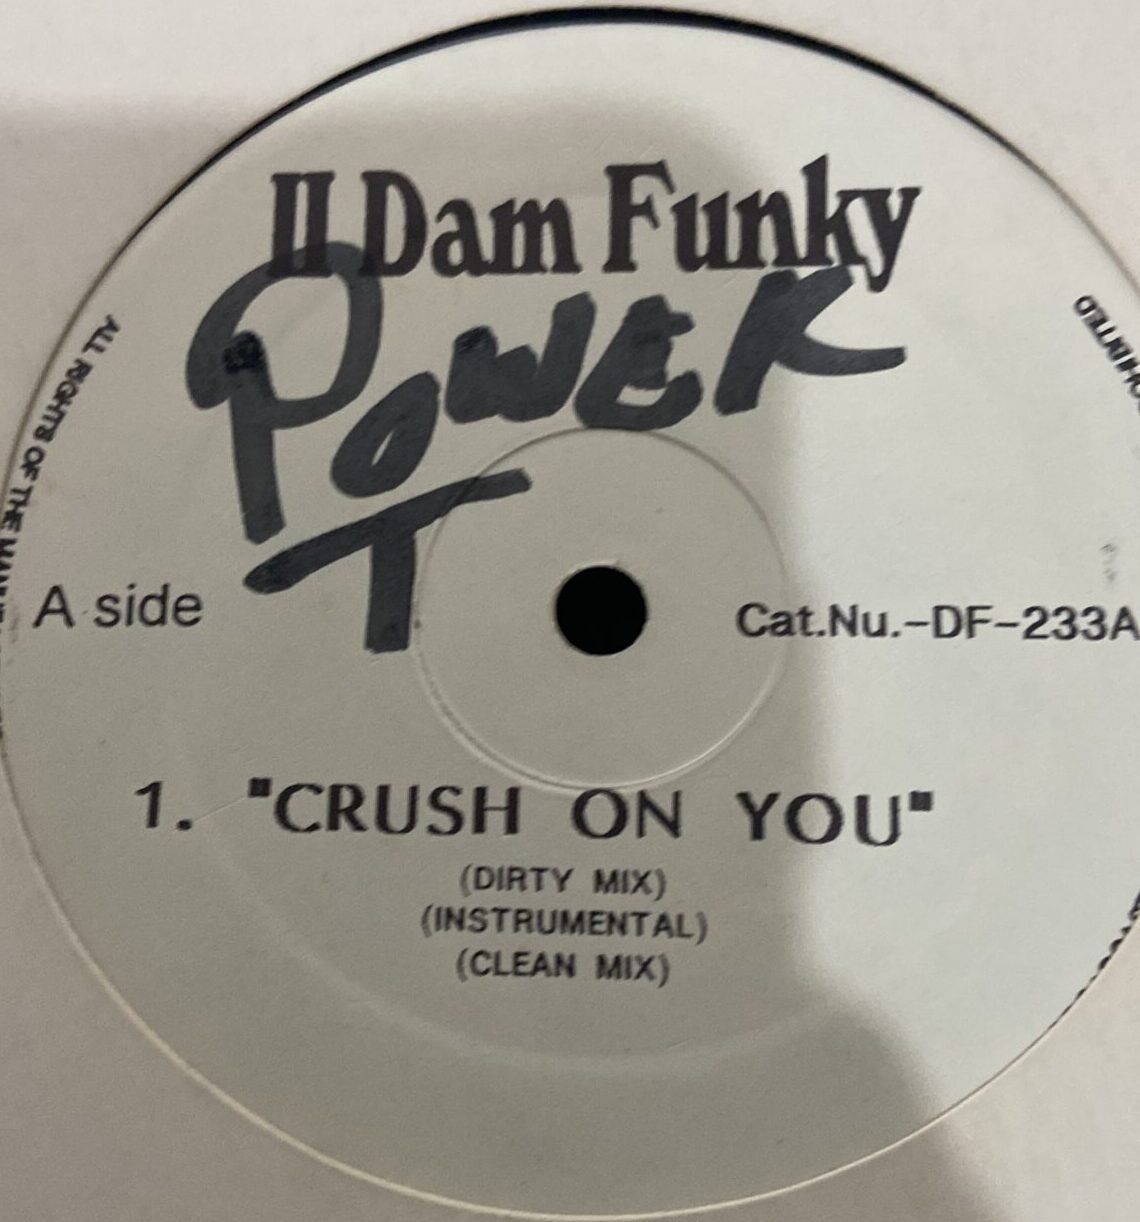 II Dam Funky
POWER
T
ALL RIGHTS OF THE
A side
Cat.Nu.-DF-233A
1. "CRUSH ON YOU"
(DIRTY MIX)
(INSTRUMENTAL)
(CLEAN MIX)